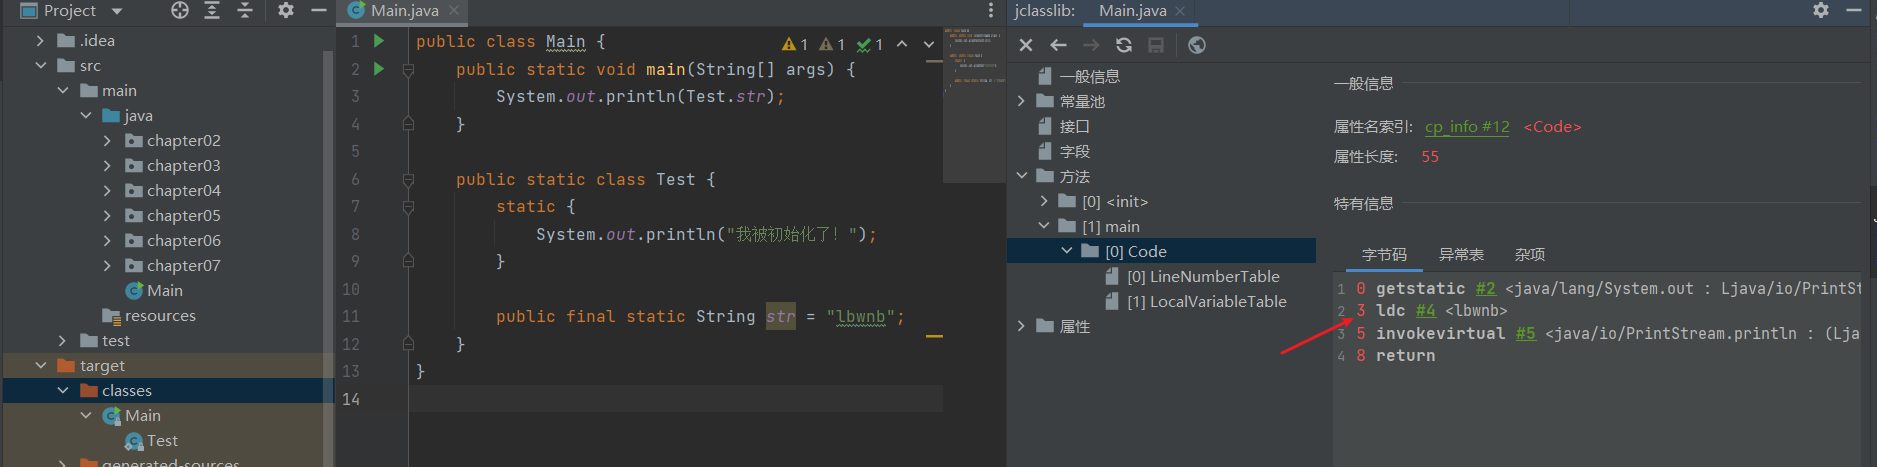 Project
.idea
src
main
java
chapter02
chapter03
chapter04
chapter05
chapter06
chapter07
Main
resources
test
target
classes
Main
Test
generated-sources
Main.java
1 1 1
1 public class Main {
2 public static void main(String[] args) {
3 System.out.println(Test.str);
4 }
5
6 public static class Test {
7 static {
8 System.out.println("我被初始化了! ");
9 }
10
11 public final static String str = "lbwnb";
12 }
13 }
14
jclasslib: Main.java
一般信息
常量池
接口
字段
方法
[0] <init>
[1] main
[0] Code
[0] LineNumberTable
[1] LocalVariableTable
属性
一般信息
属性名索引: cp_info #12 <Code>
属性长度: 55
特有信息
字节码 异常表 杂项
1 0 getstatic #2 <java/lang/System.out : Ljava/io/PrintSt
2 3 ldc #4 <lbwnb>
3 5 invokevirtual #5 <java/io/PrintStream.println : (Lja
4 8 return